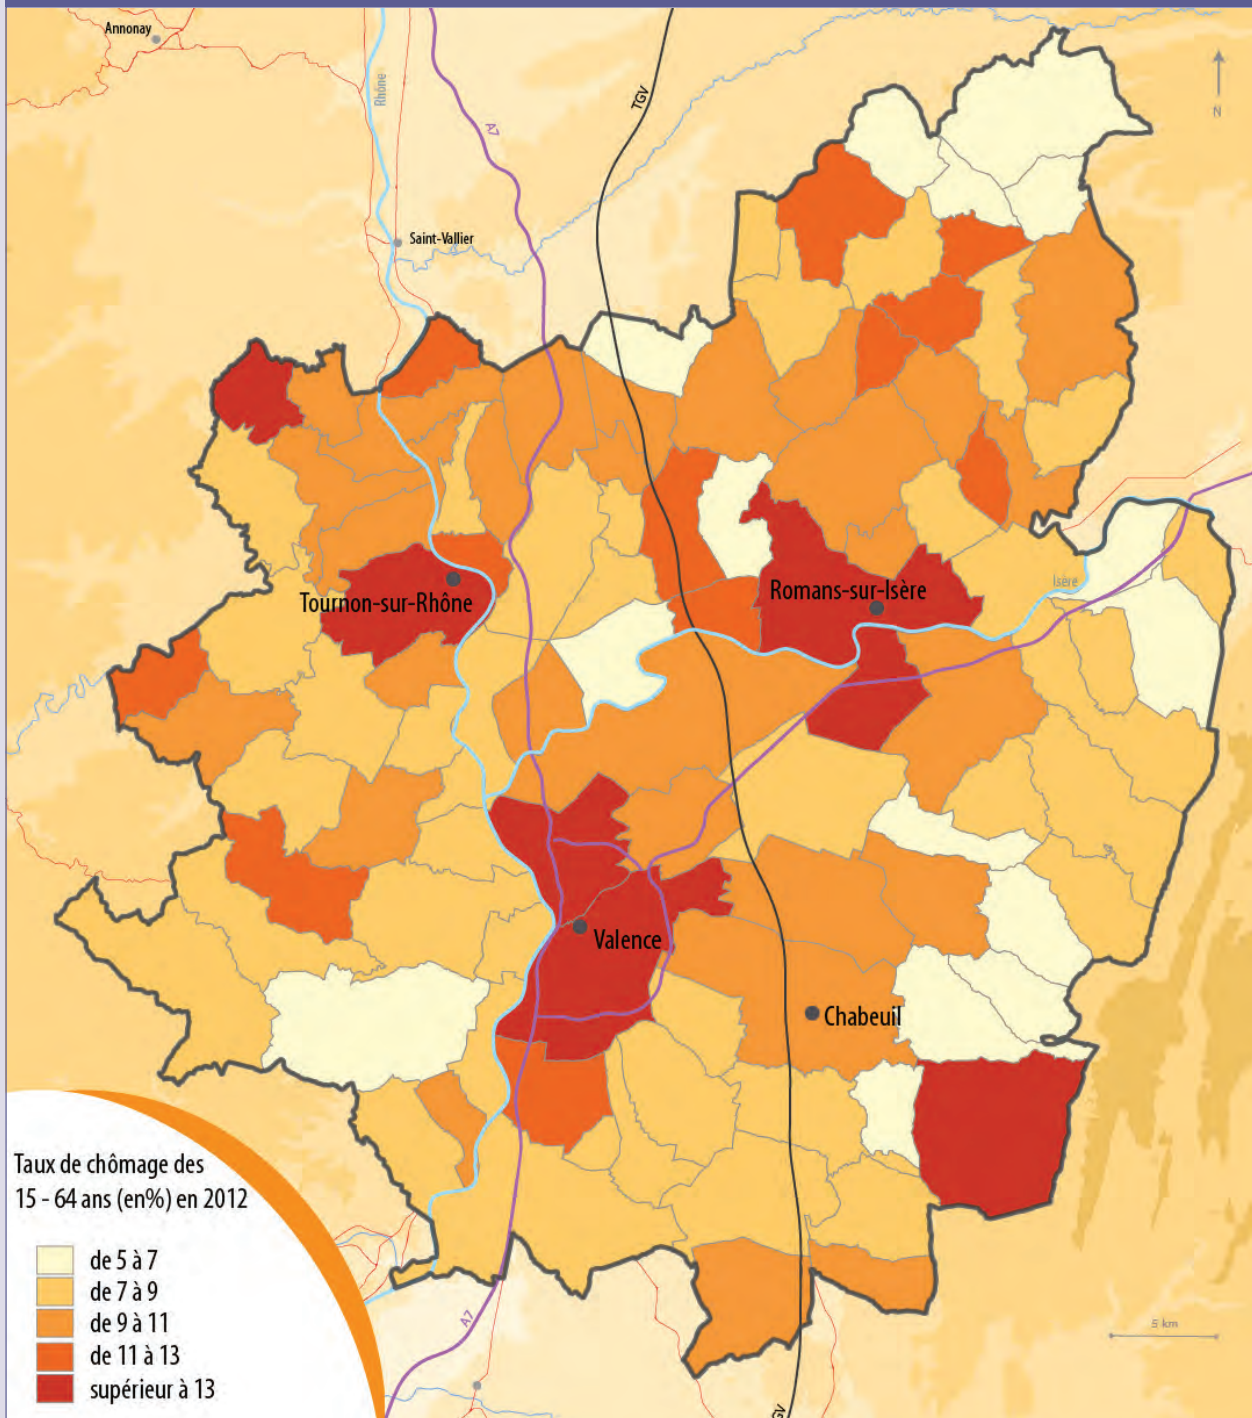 Annonay
Rhône
A7
TGV
N
Saint-Vallier
Isère
Romans-sur-Isère
Tournon-sur-Rhône
Valence
Chabeuil
Taux de chômage des
15 - 64 ans (en%) en 2012
de 5 à 7
de 7 à 9
de 9 à 11
de 11 à 13
supérieur à 13
A7
5 km
GV